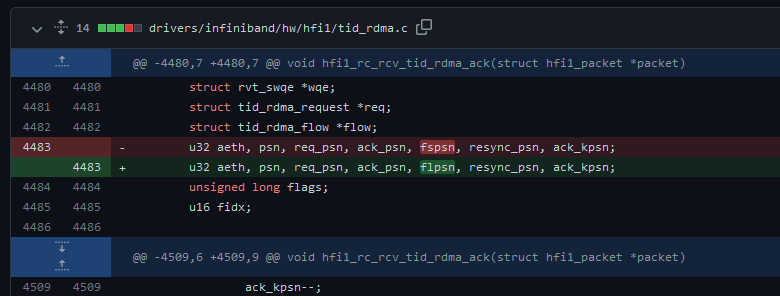 14 drivers/infiniband/hw/hfi1/tid_rdma.c
@@ -4480,7 +4480,7 @@ void hfi1_rc_rcv_tid_rdma_ack(struct hfi1_packet *packet)
4480 4480 struct rvt_swqe *wqe;
4481 4481 struct tid_rdma_request *req;
4482 4482 struct tid_rdma_flow *flow;
4483 - u32 aeth, psn, req_psn, ack_psn, fspsn, resync_psn, ack_kpsn;
4483 + u32 aeth, psn, req_psn, ack_psn, flpsn, resync_psn, ack_kpsn;
4484 4484 unsigned long flags;
4485 4485 u16 fidx;
4486 4486
@@ -4509,6 +4509,9 @@ void hfi1_rc_rcv_tid_rdma_ack(struct hfi1_packet *packet)
4509 4509 ack_kpsn--;